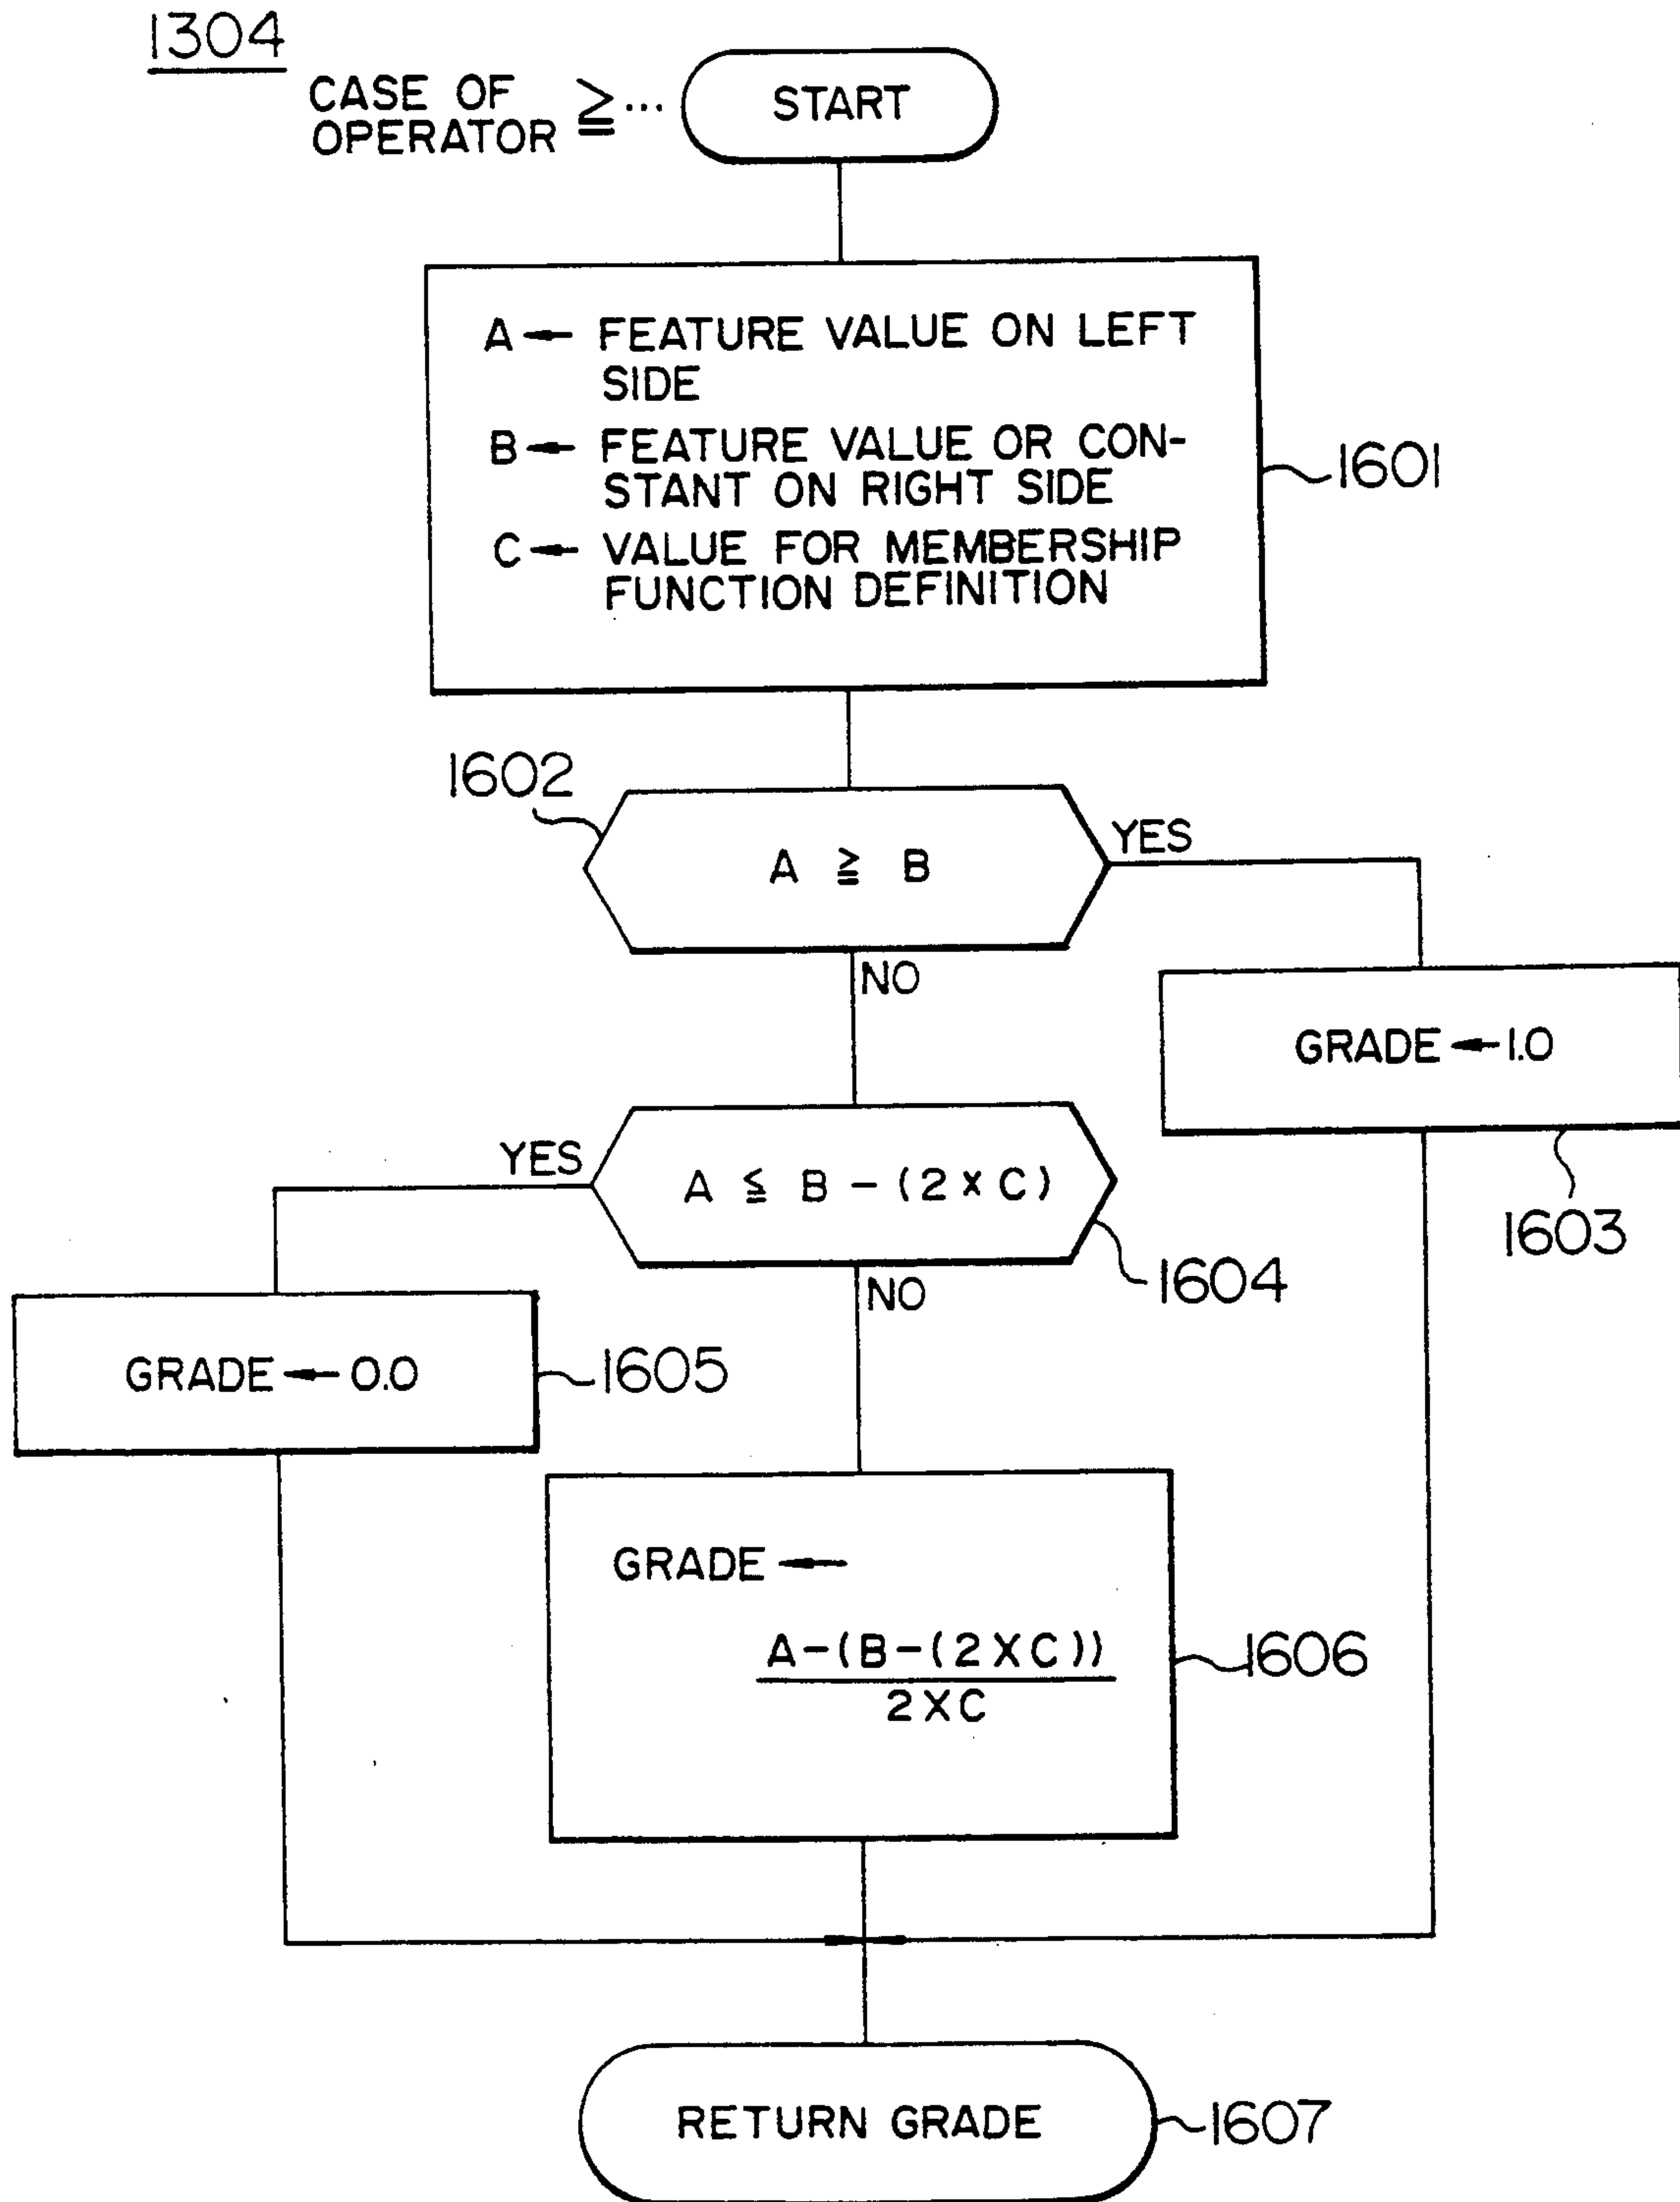 1304
CASE OF
OPERATOR ≧ ...
START
A ← FEATURE VALUE ON LEFT
SIDE
B ← FEATURE VALUE OR CON-
STANT ON RIGHT SIDE
C ← VALUE FOR MEMBERSHIP
FUNCTION DEFINITION
1601
1602
A ≧ B
YES
NO
GRADE ← 1.0
1603
YES
A ≦ B - (2 × C)
1604
NO
GRADE ← 0.0
1605
GRADE ←
A-(B-(2×C))
2×C
1606
RETURN GRADE
1607